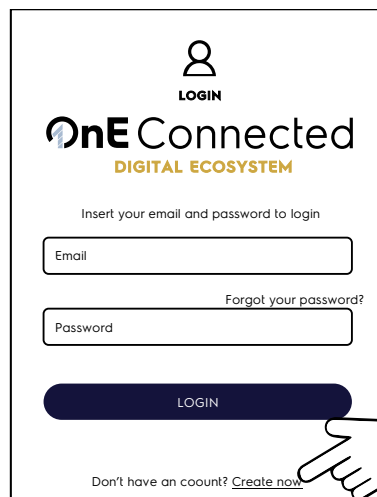 LOGIN
OnE Connected
DIGITAL ECOSYSTEM
Insert your email and password to login
Email
Forgot your password?
Password
LOGIN
Don't have an coount? Create now